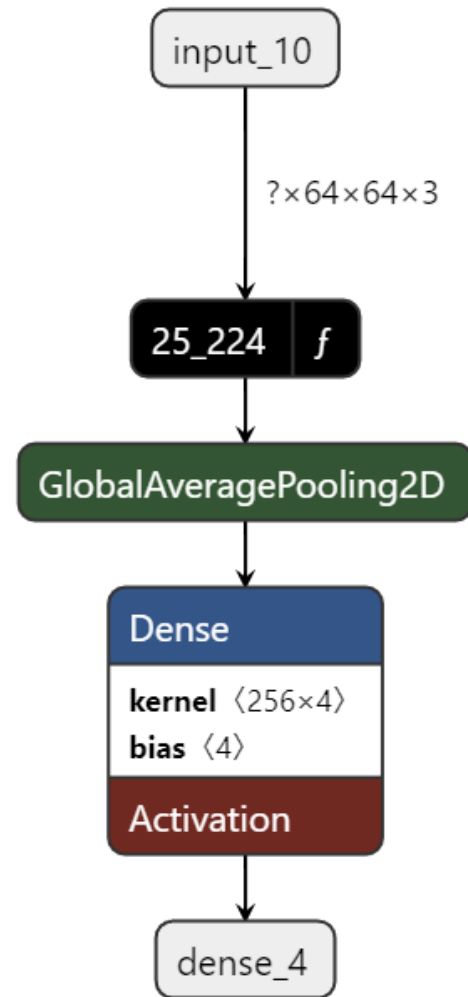 input_10
?×64×64×3
25_224 ƒ
GlobalAveragePooling2D
Dense
kernel 〈256×4〉
bias 〈4〉
Activation
dense_4